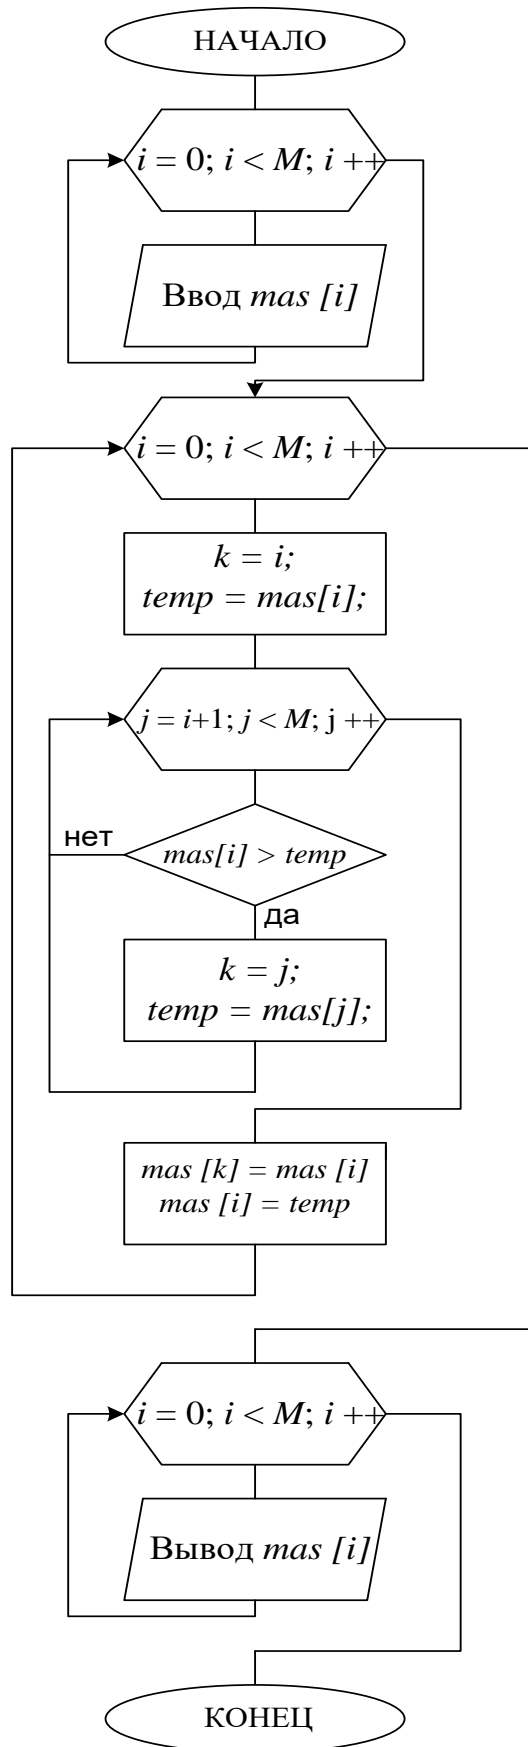 НАЧАЛО
i = 0; i < M; i ++
Ввод mas [i]
i = 0; i < M; i ++
k = i;
temp = mas[i];
j = i+1; j < M; j ++
нет
mas[i] > temp
да
k = j;
temp = mas[j];
mas [k] = mas [i]
mas [i] = temp
i = 0; i < M; i ++
Вывод mas [i]
КОНЕЦ